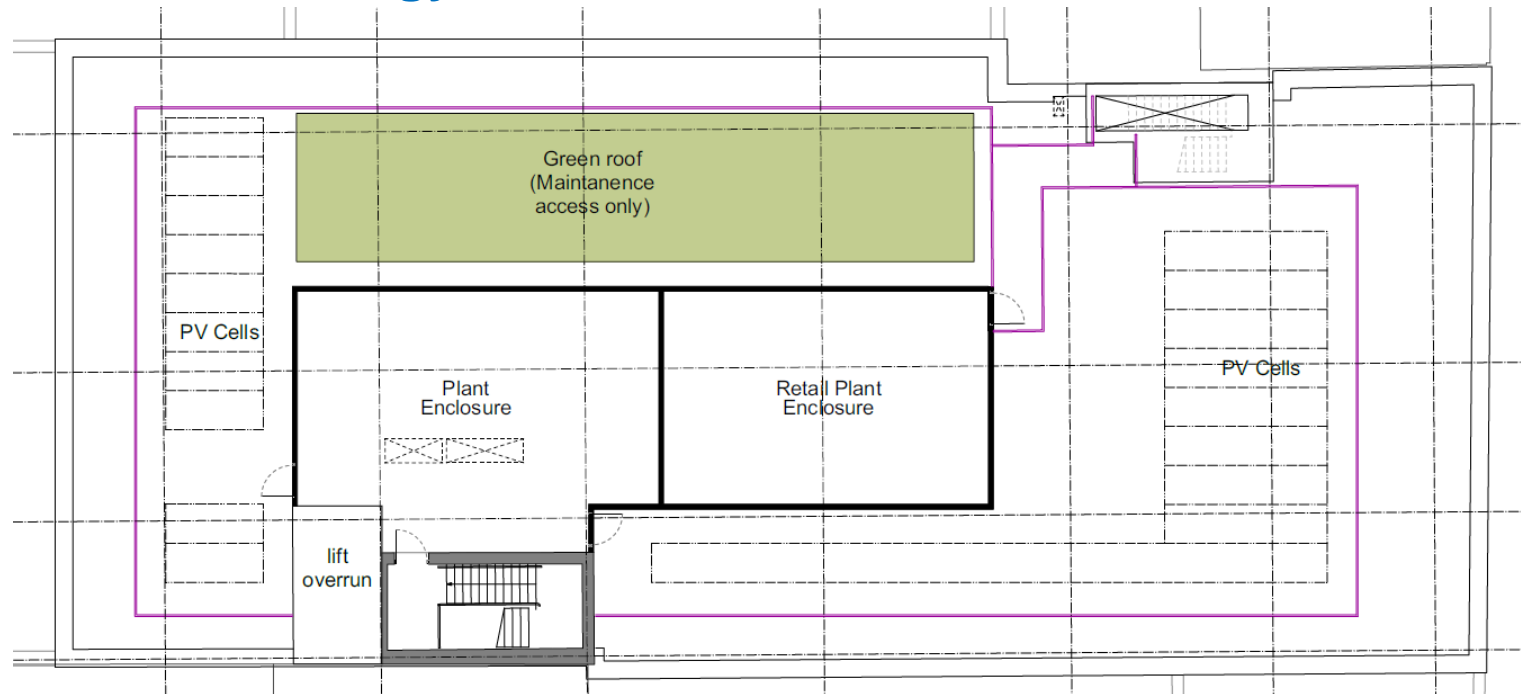 Green roof
(Maintanence
access only)
PV Cells
Plant
Enclosure
Retail Plant
Enclosure
PV Cells
lift
overrun